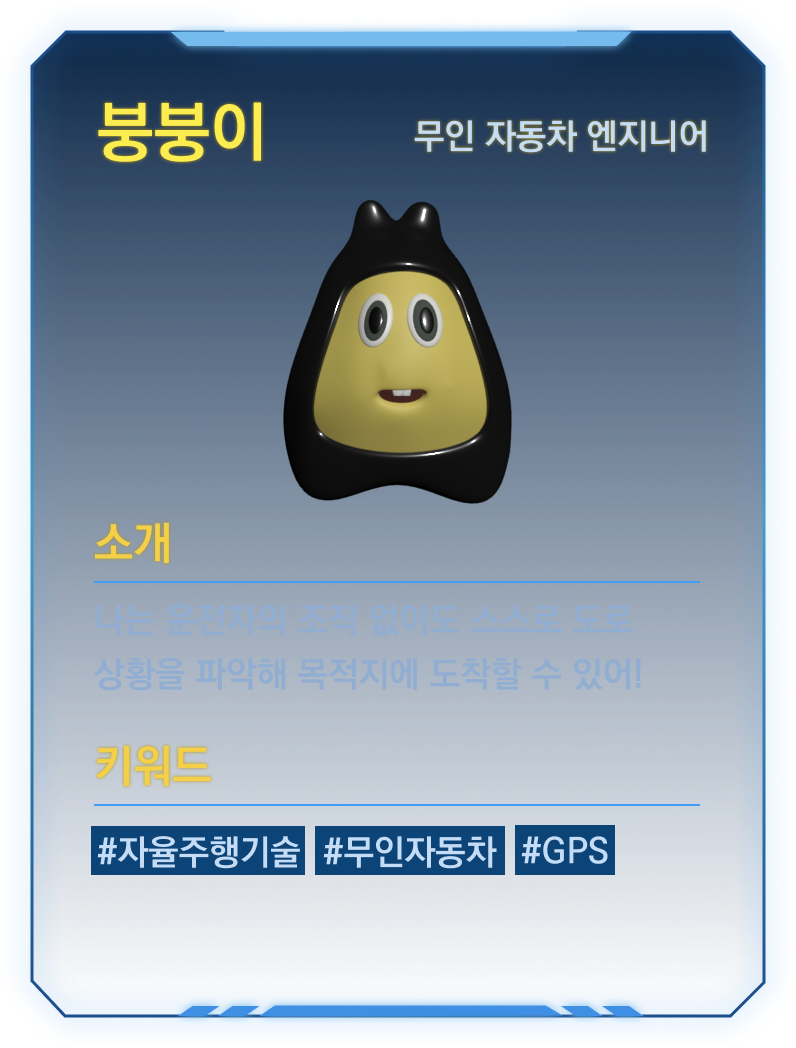 붕붕이
무인 자동차 엔지니어
소개
나는 운전자의 조작 없이도 스스로 도로
상황을 파악해 목적지에 도착할 수 있어!
키워드
#자율주행기술 #무인자동차 #GPS